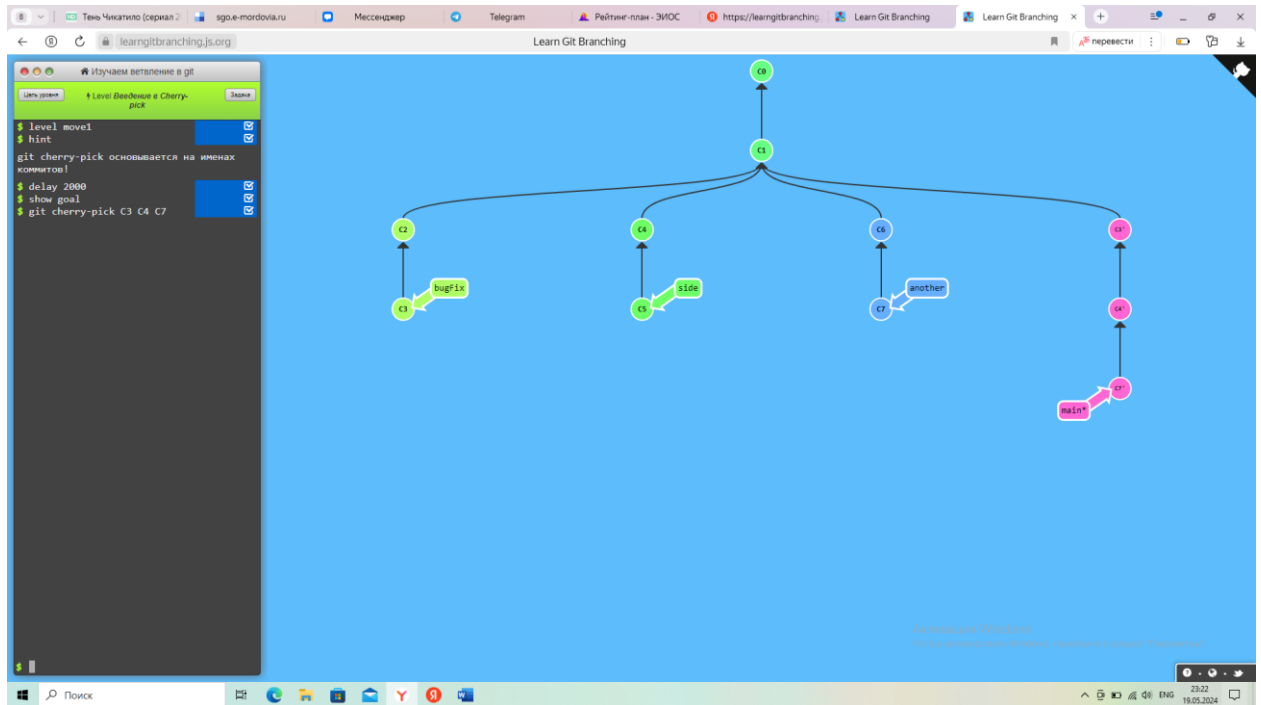 8
Тень Чикатило (сериал 2
sgo.e-mordovia.ru
Мессенджер
Telegram
Рейтинг-план - ЭИОС
https://learngitbranching.
Learn Git Branching
Learn Git Branching
learngitbranching.js.org
Learn Git Branching
перевести
Изучаем ветвление в git
Цель уровня
Level Введение в Cherry-
pick
Задача
$ level move1
$ hint
git cherry-pick основывается на именах
коммитов!
$ delay 2000
$ show goal
$ git cherry-pick C3 C4 C7
$
C0
C1
C2
C4
C6
C3'
bugFix
side
another
C3
C5
C7
C4'
C7'
main*
Поиск
ENG
23:22
19.05.2024